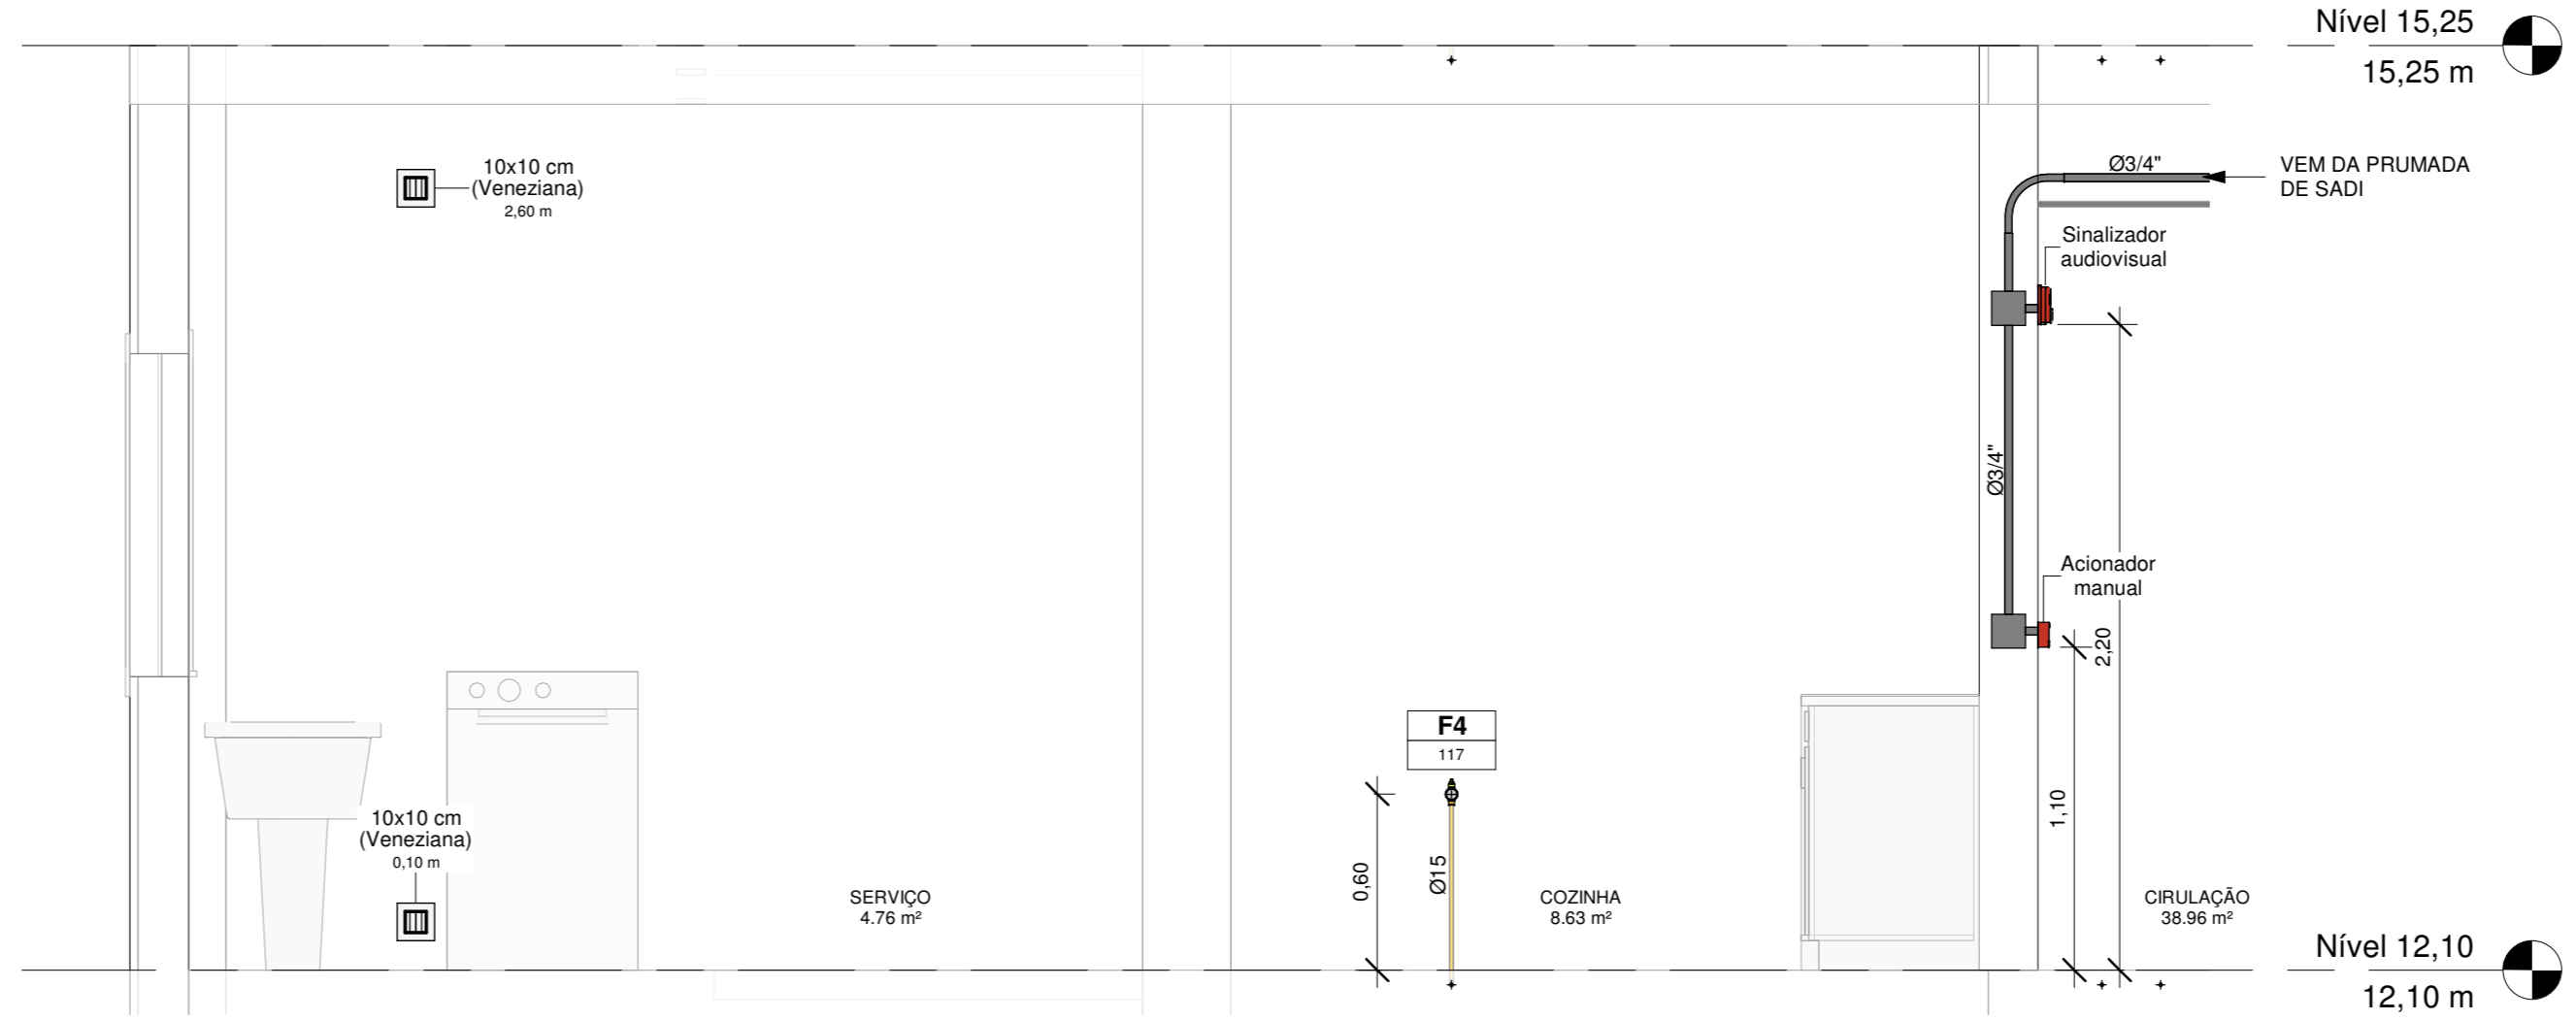 Nível 15,25
15,25 m
10x10 cm
(Veneziana)
2,60 m
Ø3/4"
VEM DA PRUMADA
DE SADI
Sinalizador
audiovisual
Ø3/4"
Acionador
manual
2,20
F4
117
1,10
10x10 cm
(Veneziana)
0,10 m
0,60
Ø15
SERVIÇO
4.76 m²
COZINHA
8.63 m²
CIRULAÇÃO
38.96 m²
Nível 12,10
12,10 m